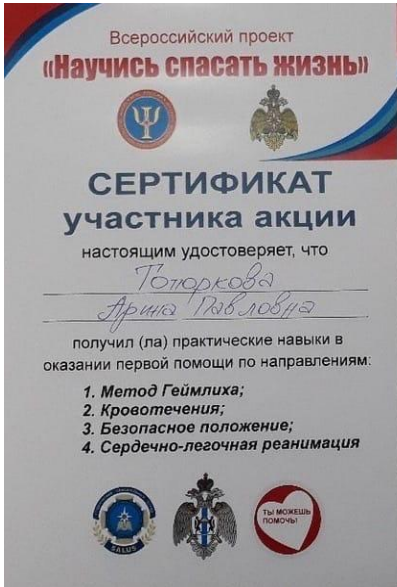 Всероссийский проект
«Научись спасать жизнь»
СЕРТИФИКАТ
участника акции
настоящим удостоверяет, что
Тотюркова
Арина Павловна
получил (ла) практические навыки в
оказании первой помощи по направлениям:
1. Метод Геймлиха;
2. Кровотечения;
3. Безопасное положение;
4. Сердечно-легочная реанимация
SALUS
ТЫ МОЖЕШЬ
ПОМОЧЬ!